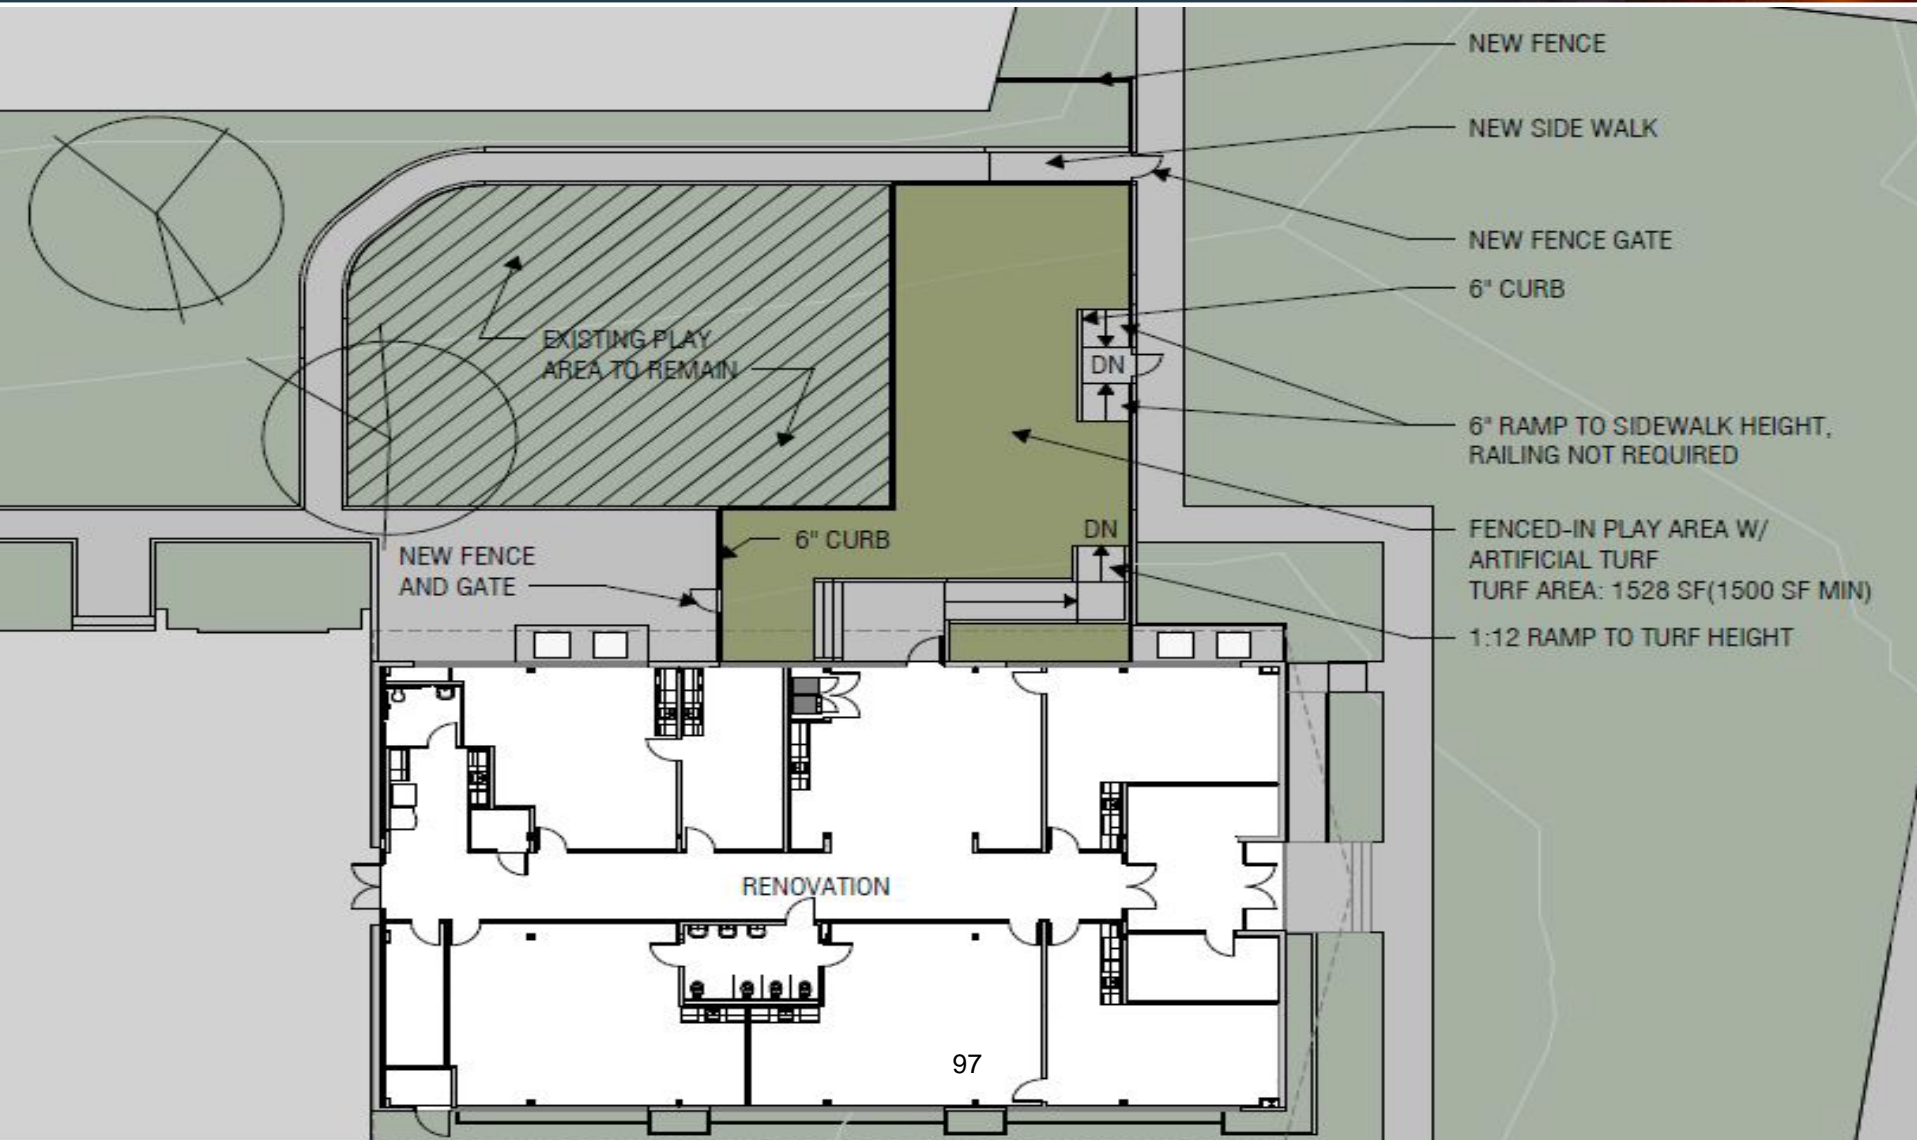 NEW FENCE
NEW SIDE WALK
NEW FENCE GATE
6" CURB
EXISTING PLAY
AREA TO REMAIN
DN
6" RAMP TO SIDEWALK HEIGHT,
RAILING NOT REQUIRED
FENCED-IN PLAY AREA W/
ARTIFICIAL TURF
TURF AREA: 1528 SF(1500 SF MIN)
DN
6" CURB
NEW FENCE
AND GATE
1:12 RAMP TO TURF HEIGHT
RENOVATION
97